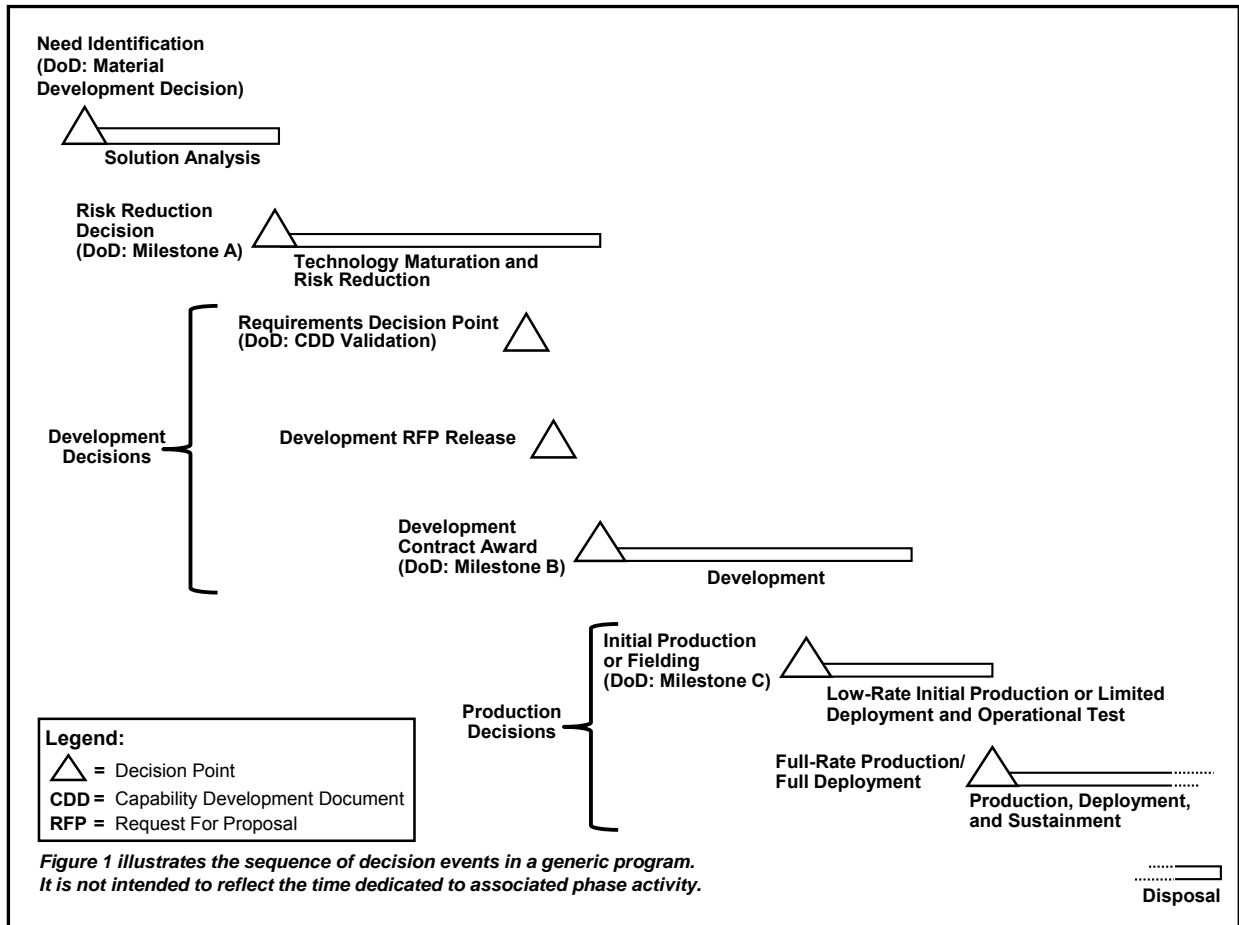 Need Identification
(DoD: Material
Development Decision)
Solution Analysis
Risk Reduction
Decision
(DoD: Milestone A)
Technology Maturation and
Risk Reduction
Requirements Decision Point
(DoD: CDD Validation)
Development
Decisions
Development RFP Release
Development
Contract Award
(DoD: Milestone B)
Development
Initial Production
or Fielding
(DoD: Milestone C)
Low-Rate Initial Production or Limited
Deployment and Operational Test
Production
Decisions
Full-Rate Production/
Full Deployment
Production, Deployment,
and Sustainment
Legend:
= Decision Point
CDD = Capability Development Document
RFP = Request For Proposal
Figure 1 illustrates the sequence of decision events in a generic program.
It is not intended to reflect the time dedicated to associated phase activity.
Disposal